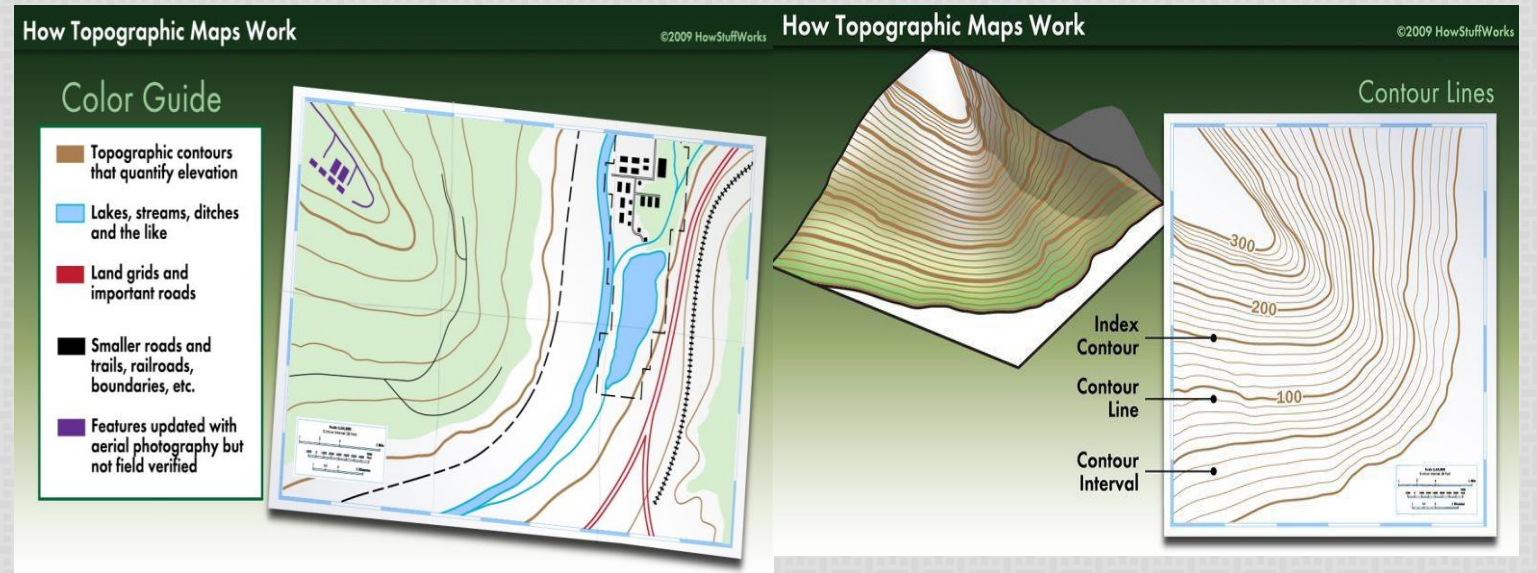 How Topographic Maps Work
©2009 HowStuffWorks
Color Guide
Topographic contours
that quantify elevation
Lakes, streams, ditches
and the like
Land grids and
important roads
Smaller roads and
trails, railroads,
boundaries, etc.
Features updated with
aerial photography but
not field verified
How Topographic Maps Work
©2009 HowStuffWorks
Contour Lines
300
200
Index
Contour
Contour
Line
100
Contour
Interval